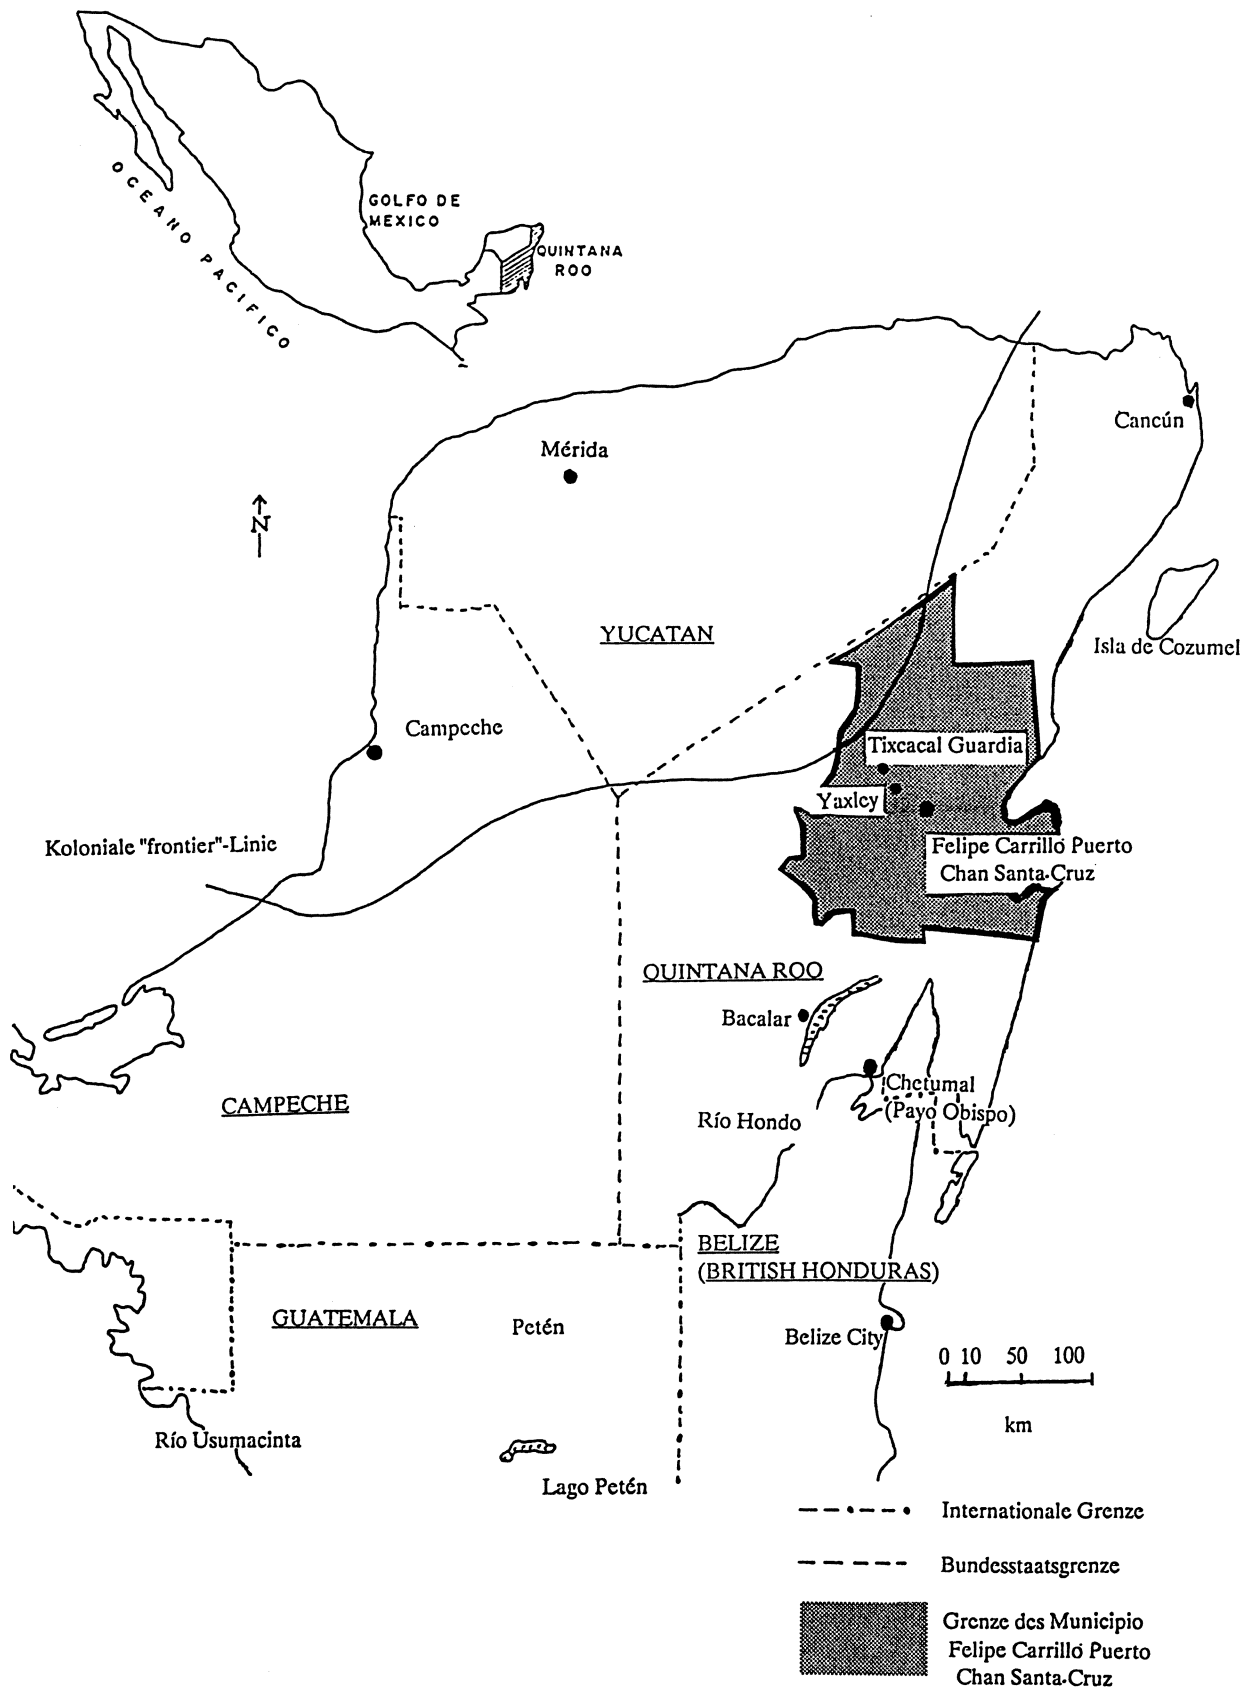 OCEANO PACIFICO
GOLFO DE
MEXICO
QUINTANA
ROO
Cancún
Mérida
N
YUCATAN
Isla de Cozumel
Campeche
Tixcacal Guardia
Yaxley
Koloniale "frontier"-Linie
Felipe Carrillo Puerto
Chan Santa Cruz
QUINTANA ROO
Bacalar
Chetumal
(Payo Obispo)
CAMPECHE
Río Hondo
BELIZE
(BRITISH HONDURAS)
GUATEMALA
Petén
Belize City
0 10 50 100
km
Río Usumacinta
Lago Petén
Internationale Grenze
Bundesstaatsgrenze
Grenze des Municipio
Felipe Carrillo Puerto
Chan Santa Cruz